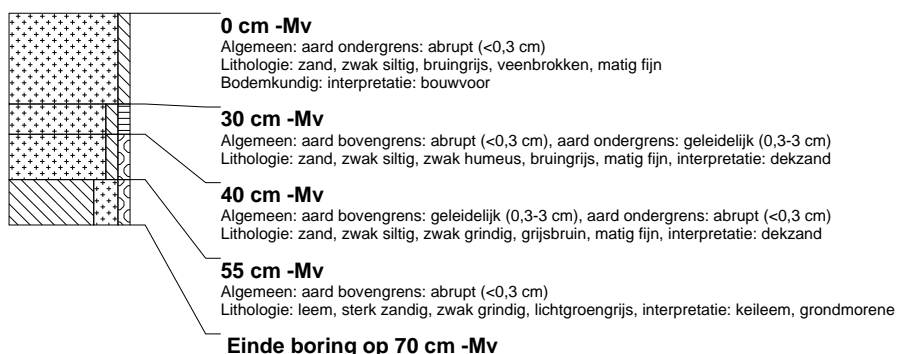 0 cm -Mv
Algemeen: aard ondergrens: abrupt (<0,3 cm)
Lithologie: zand, zwak siltig, bruingrijs, veenbrokken, matig fijn
Bodemkundig: interpretatie: bouwvoor
30 cm -Mv
Algemeen: aard bovengrens: abrupt (<0,3 cm), aard ondergrens: geleidelijk (0,3-3 cm)
Lithologie: zand, zwak siltig, zwak humeus, bruingrijs, matig fijn, interpretatie: dekzand
40 cm -Mv
Algemeen: aard bovengrens: geleidelijk (0,3-3 cm), aard ondergrens: abrupt (<0,3 cm)
Lithologie: zand, zwak siltig, zwak grindig, grijsbruin, matig fijn, interpretatie: dekzand
55 cm -Mv
Algemeen: aard bovengrens: abrupt (<0,3 cm)
Lithologie: leem, sterk zandig, zwak grindig, lichtgroengrijs, interpretatie: keileem, grondmorene
Einde boring op 70 cm -Mv